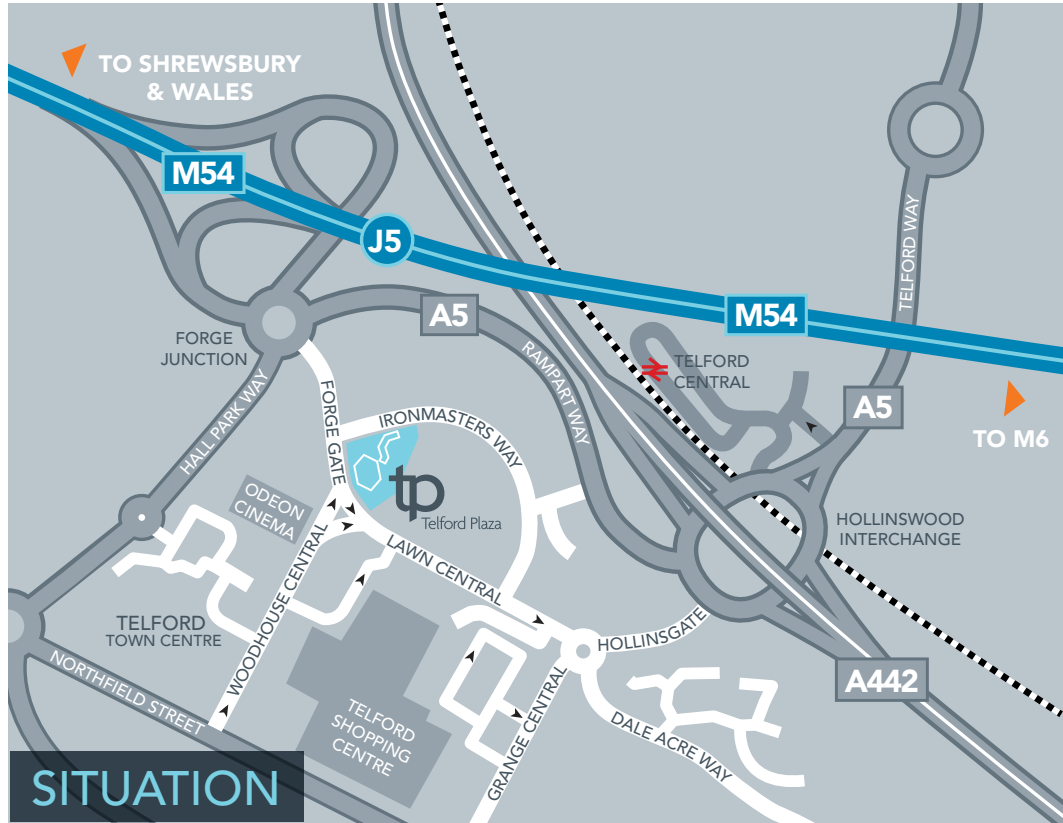 TO SHREWSBURY
& WALES
M54
J5
M54
TELFORD WAY
A5
FORGE
JUNCTION
RAMPART WAY
TELFORD
CENTRAL
A5
TO M6
HALL PARK WAY
FORGE GATE
IRONMASTERS WAY
tp
Telford Plaza
ODEON
CINEMA
HOLLINSWOOD
INTERCHANGE
LAWN CENTRAL
WOODHOUSE CENTRAL
TELFORD
TOWN CENTRE
HOLLINSGATE
NORTHFIELD STREET
A442
TELFORD
SHOPPING
CENTRE
GRANGE CENTRAL
DALE ACRE WAY
SITUATION